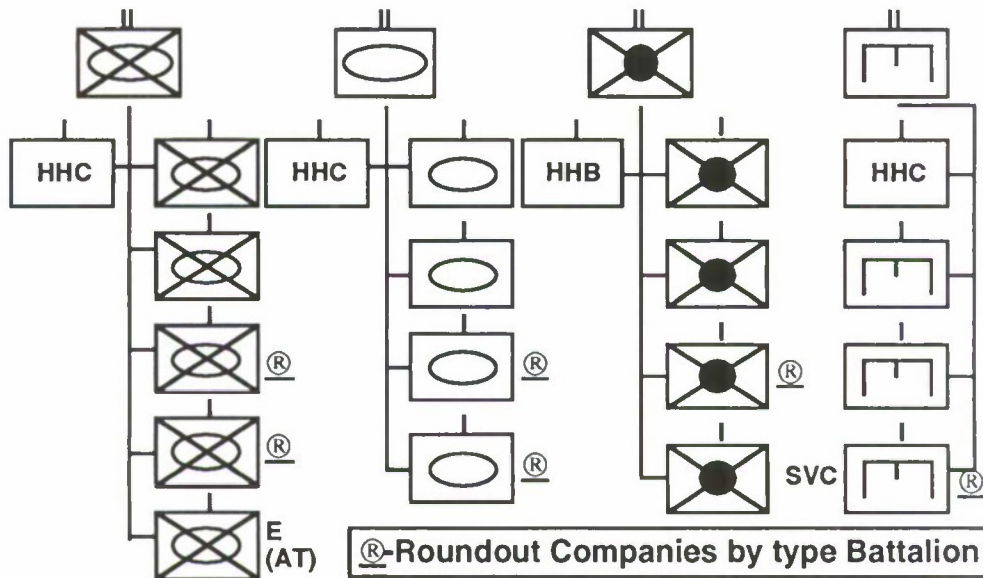 HHC
HHC
HHB
HHC
Ⓡ
Ⓡ
Ⓡ
Ⓡ
Ⓡ
SVC
Ⓡ
E
(AT)
Ⓡ-Roundout Companies by type Battalion